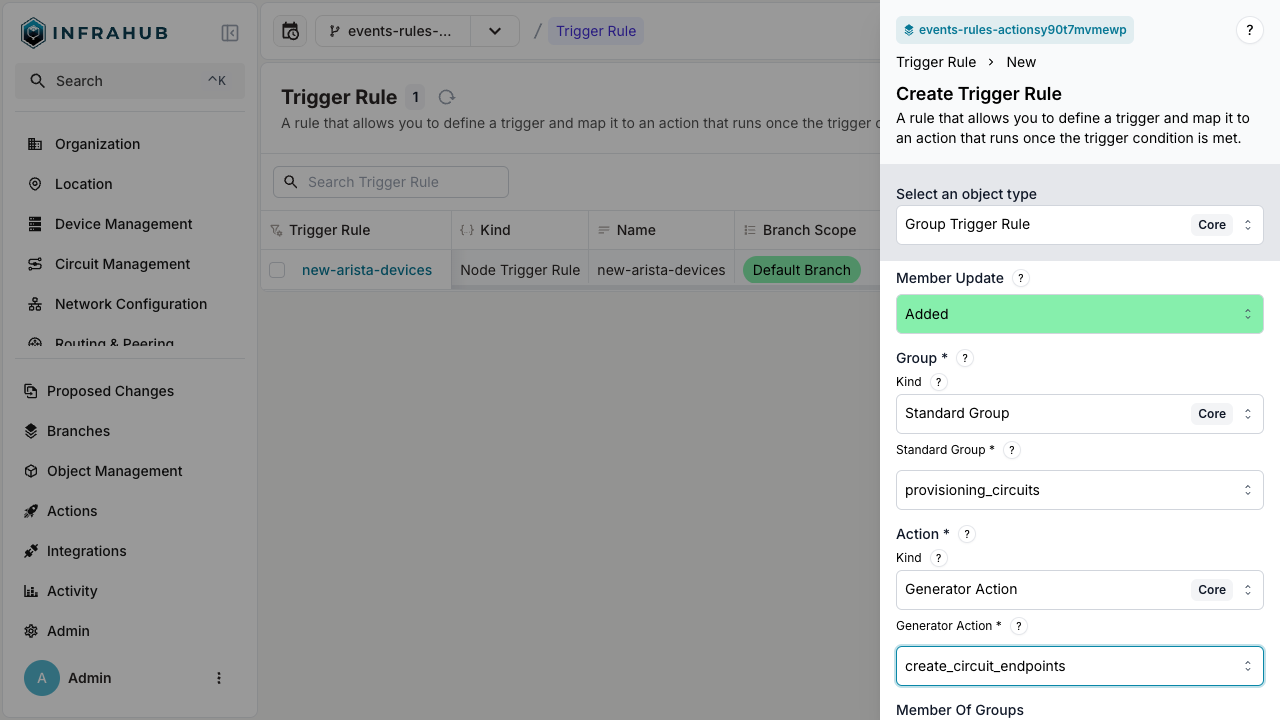 INFRAHUB
Search
^K
Organization
Location
Device Management
Circuit Management
Network Configuration
Routing & Peering
Proposed Changes
Branches
Object Management
Actions
Integrations
Activity
Admin
A
Admin
events-rules-...
/
Trigger Rule
Trigger Rule 1
A rule that allows you to define a trigger and map it to an action that runs once the trigger c
Search Trigger Rule
Trigger Rule {} Kind Name Branch Scope
new-arista-devices Node Trigger Rule new-arista-devices Default Branch
events-rules-actionsy90t7mvmewp
?
Trigger Rule > New
Create Trigger Rule
A rule that allows you to define a trigger and map it to
an action that runs once the trigger condition is met.
Select an object type
Group Trigger Rule Core
Member Update ?
Added
Group * ?
Kind ?
Standard Group Core
Standard Group * ?
provisioning_circuits
Action * ?
Kind ?
Generator Action Core
Generator Action * ?
create_circuit_endpoints
Member Of Groups